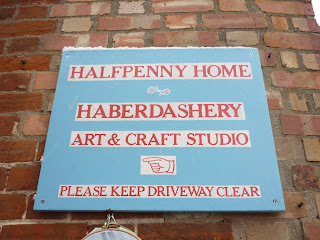 HALFPENNY HOME
HABERDASHERY
ART & CRAFT STUDIO
PLEASE KEEP DRIVEWAY CLEAR